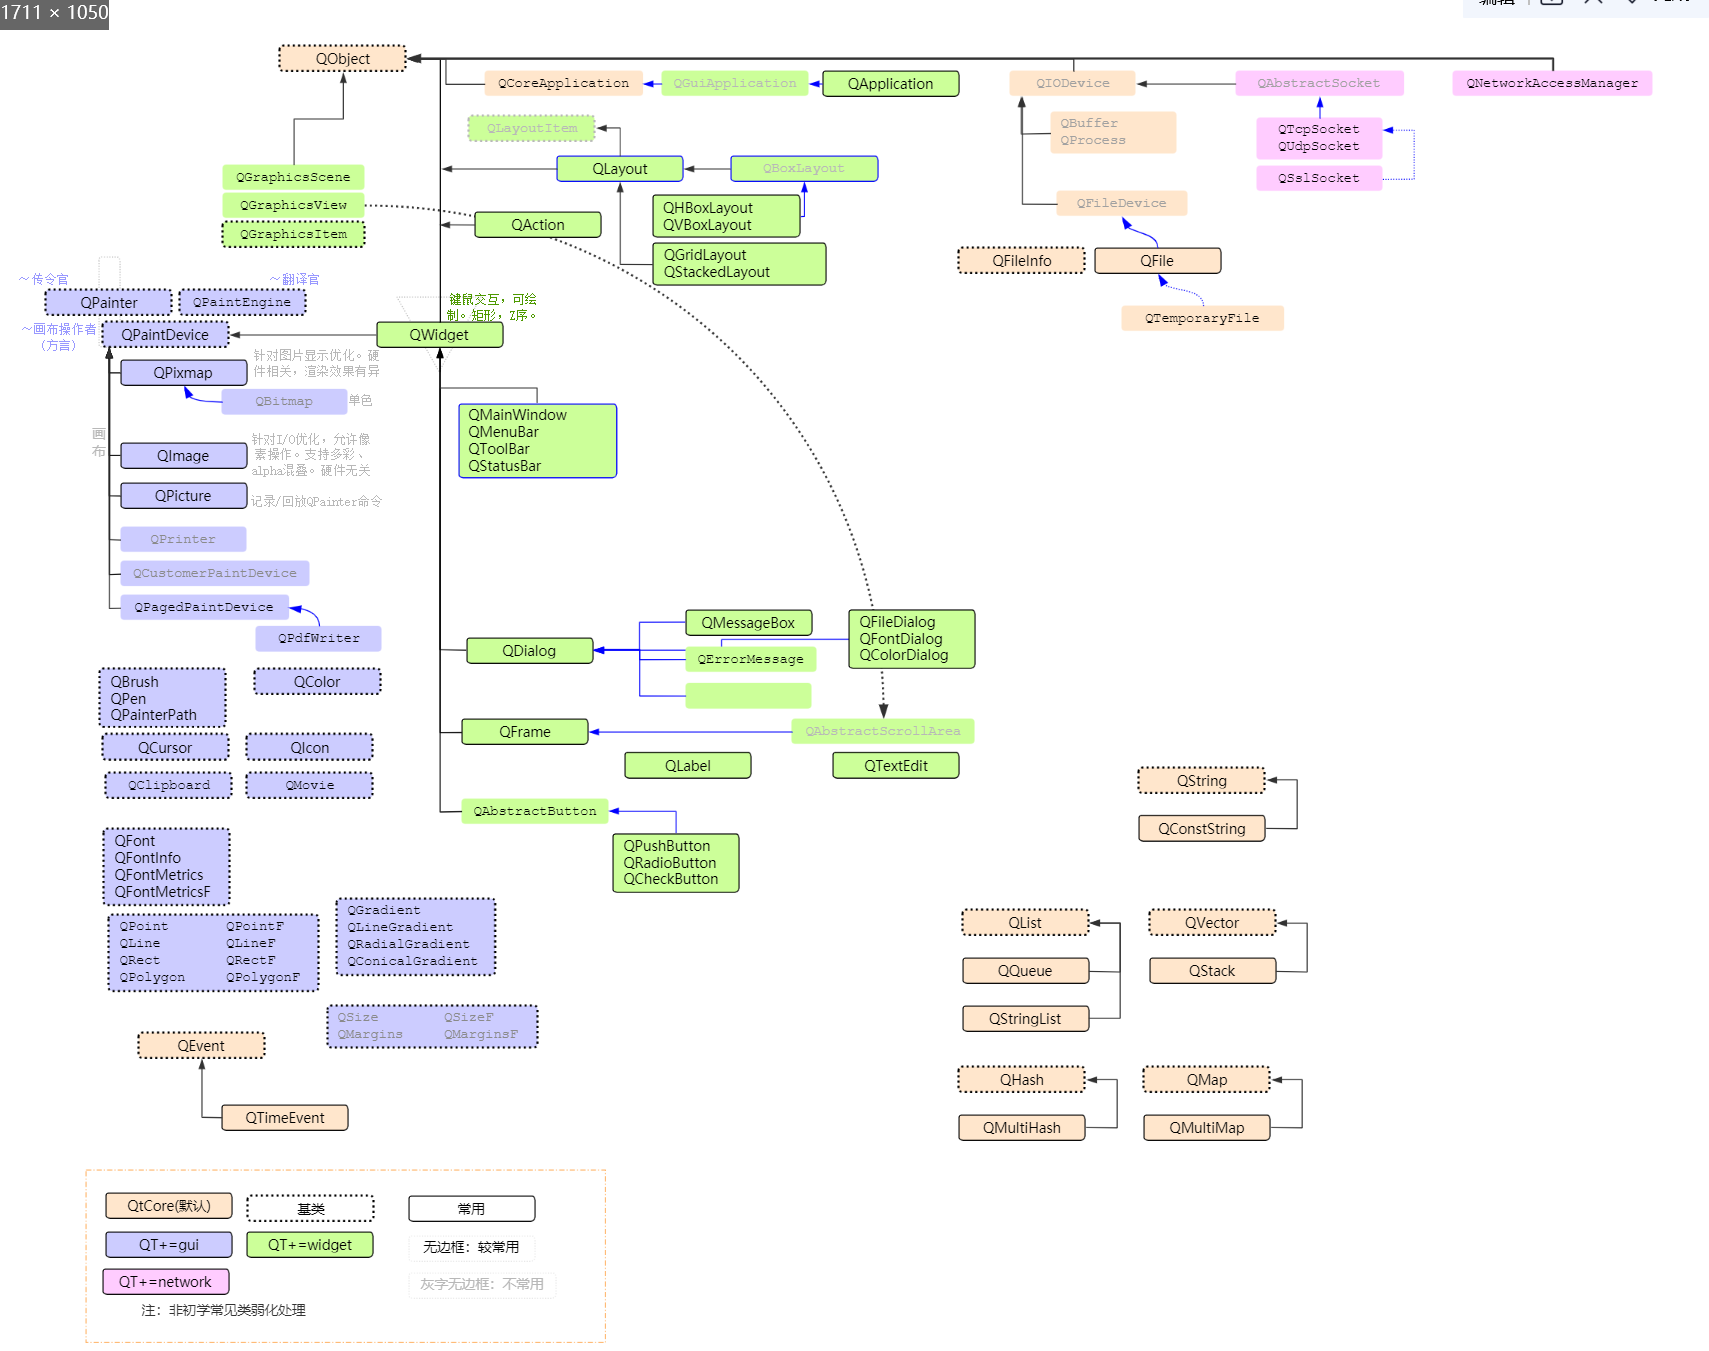 1711 × 1050
编辑
QObject
QCoreApplication
QGuiApplication
QApplication
QIODevice
QAbstractSocket
QNetworkAccessManager
QLayoutItem
QBuffer
QProcess
QTcpSocket
QUdpSocket
QSslSocket
QGraphicsScene
QGraphicsView
QGraphicsItem
QLayout
QBoxLayout
QHBoxLayout
QVBoxLayout
QAction
QGridLayout
QStackedLayout
QFileDevice
QFileInfo
QFile
QTemporaryFile
～传令官
～翻译官
QPainter
QPaintEngine
键鼠交互，可绘
制。矩形，Z序。
～画布操作者
（方言）
QPaintDevice
QWidget
QPixmap
针对图片显示优化。硬
件相关，渲染效果有异
QBitmap
单色
画
布
QImage
针对I/O优化，允许像
素操作。支持多彩、
alpha混叠。硬件无关
QPicture
记录/回放QPainter命令
QMainWindow
QMenuBar
QToolBar
QStatusBar
QPrinter
QCustomerPaintDevice
QPagedPaintDevice
QPdfWriter
QDialog
QMessageBox
QErrorMessage
QFileDialog
QFontDialog
QColorDialog
QBrush
QPen
QPainterPath
QColor
QCursor
QIcon
QClipboard
QMovie
QFrame
QAbstractScrollArea
QLabel
QTextEdit
QAbstractButton
QPushButton
QRadioButton
QCheckButton
QString
QConstString
QFont
QFontInfo
QFontMetrics
QFontMetricsF
QPoint QPointF
QLine QLineF
QRect QRectF
QPolygon QPolygonF
QGradient
QLineGradient
QRadialGradient
QConicalGradient
QSize QSizeF
QMargins QMarginsF
QList
QQueue
QStringList
QVector
QStack
QEvent
QTimeEvent
QHash
QMultiHash
QMap
QMultiMap
QtCore(默认)
基类
常用
QT+=gui
QT+=widget
无边框：较常用
QT+=network
灰字无边框：不常用
注：非初学常见类弱化处理